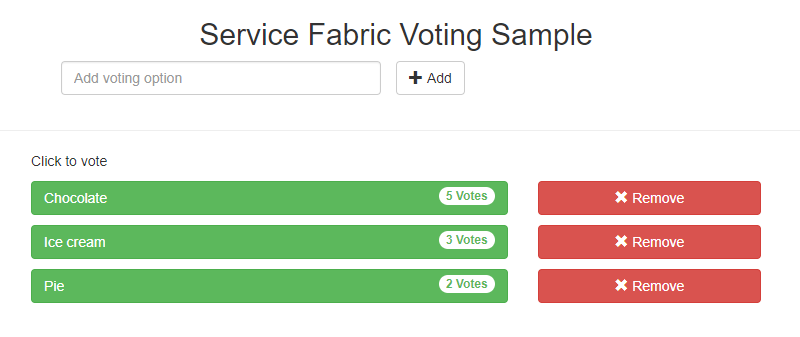 Service Fabric Voting Sample
Add voting option
Add
Click to vote
Chocolate 5 Votes Remove
Ice cream 3 Votes Remove
Pie 2 Votes Remove